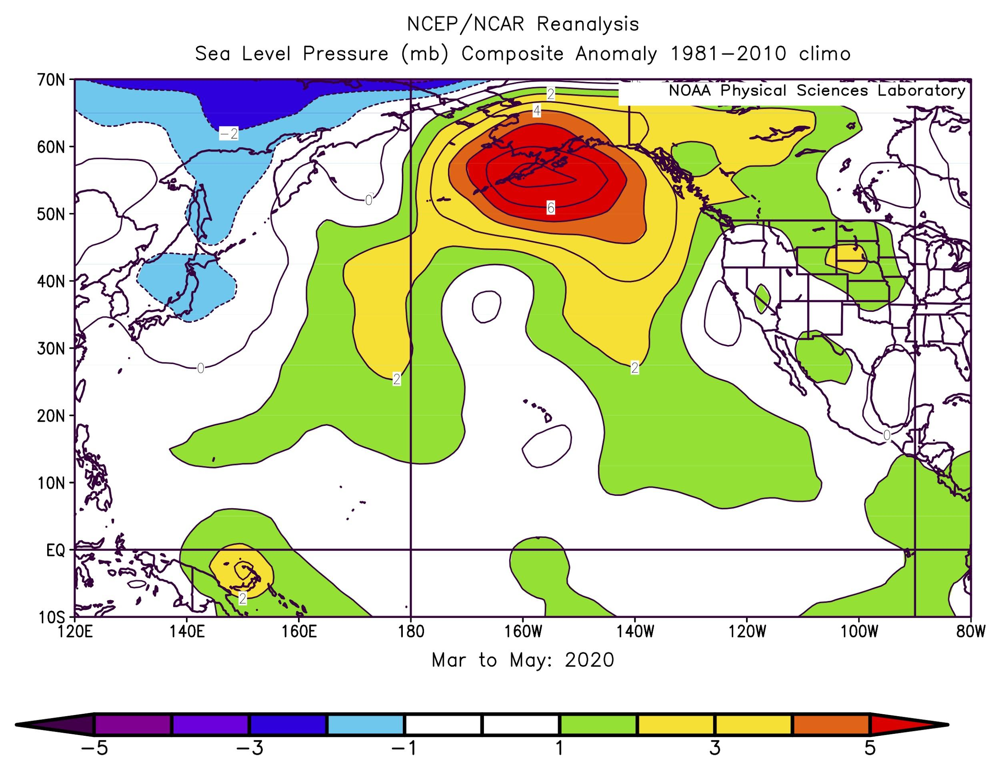 NCEP/NCAR Reanalysis
Sea Level Pressure (mb) Composite Anomaly 1981-2010 climo
70N
NOAA Physical Sciences Laboratory
2
4
-2
60N
0
6
50N
40N
30N
0
2
2
20N
0
10N
EQ
2
10S
120E 140E 160E 180 160W 140W 120W 100W 80W
Mar to May: 2020
-5 -3 -1 1 3 5